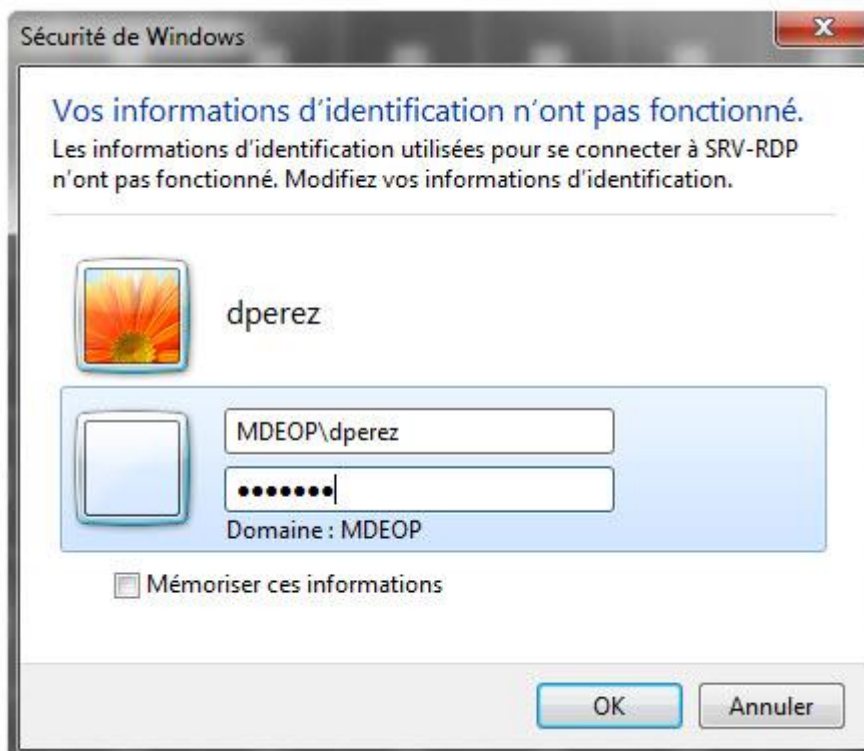 Sécurité de Windows
Vos informations d'identification n'ont pas fonctionné.
Les informations d'identification utilisées pour se connecter à SRV-RDP
n'ont pas fonctionné. Modifiez vos informations d'identification.
dperez
MDEOP\dperez
•••••••
Domaine : MDEOP
Mémoriser ces informations
OK
Annuler